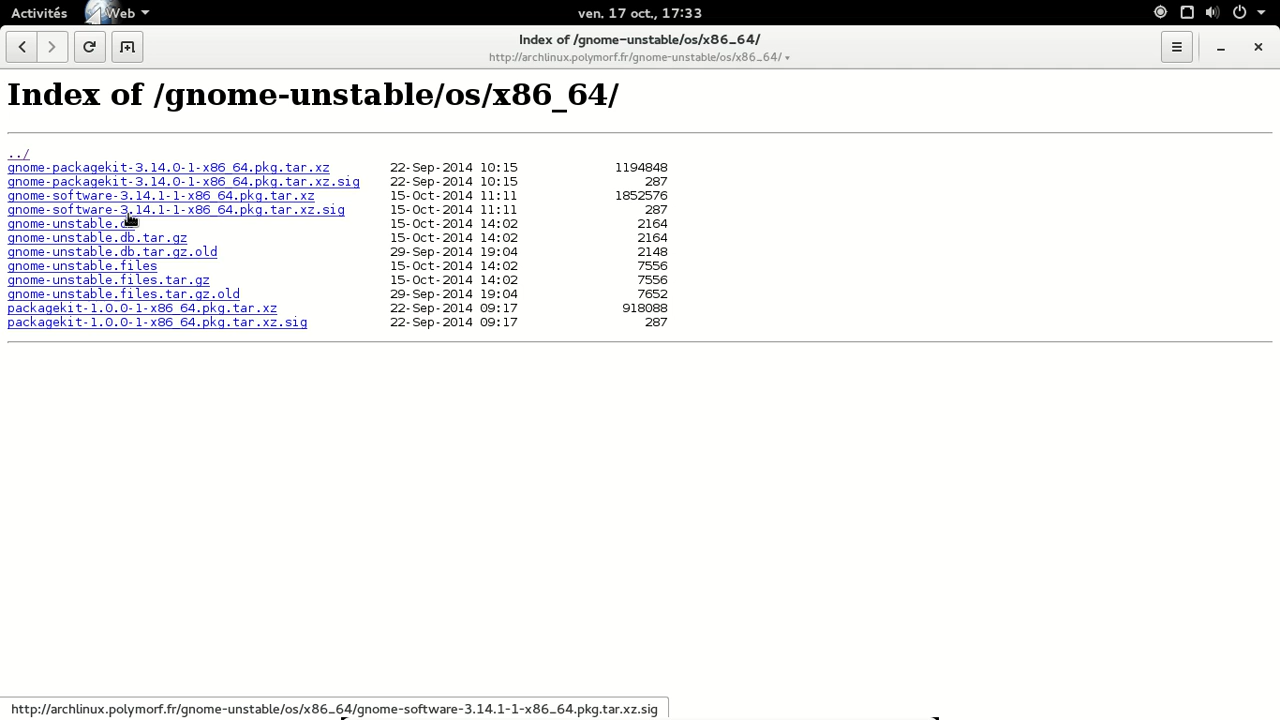 Activités Web ven. 17 oct., 17:33
Index of /gnome-unstable/os/x86_64/
http://archlinux.polymorf.fr/gnome-unstable/os/x86_64/
Index of /gnome-unstable/os/x86_64/
../
gnome-packagekit-3.14.0-1-x86_64.pkg.tar.xz 22-Sep-2014 10:15 1194848
gnome-packagekit-3.14.0-1-x86_64.pkg.tar.xz.sig 22-Sep-2014 10:15 287
gnome-software-3.14.1-1-x86_64.pkg.tar.xz 15-Oct-2014 11:11 1852576
gnome-software-3.14.1-1-x86_64.pkg.tar.xz.sig 15-Oct-2014 11:11 287
gnome-unstable.d 15-Oct-2014 14:02 2164
gnome-unstable.db.tar.gz 15-Oct-2014 14:02 2164
gnome-unstable.db.tar.gz.old 29-Sep-2014 19:04 2148
gnome-unstable.files 15-Oct-2014 14:02 7556
gnome-unstable.files.tar.gz 15-Oct-2014 14:02 7556
gnome-unstable.files.tar.gz.old 29-Sep-2014 19:04 7652
packagekit-1.0.0-1-x86_64.pkg.tar.xz 22-Sep-2014 09:17 918088
packagekit-1.0.0-1-x86_64.pkg.tar.xz.sig 22-Sep-2014 09:17 287
http://archlinux.polymorf.fr/gnome-unstable/os/x86_64/gnome-software-3.14.1-1-x86_64.pkg.tar.xz.sig